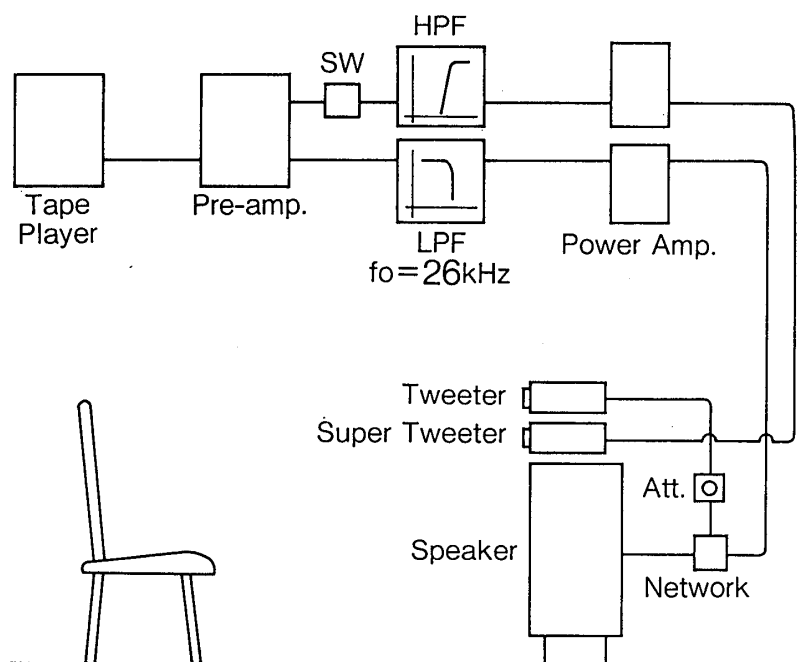 HPF
SW
Tape
Player
Pre-amp.
LPF
fo=26kHz
Power Amp.
Tweeter
Super Tweeter
Att.
Speaker
Network